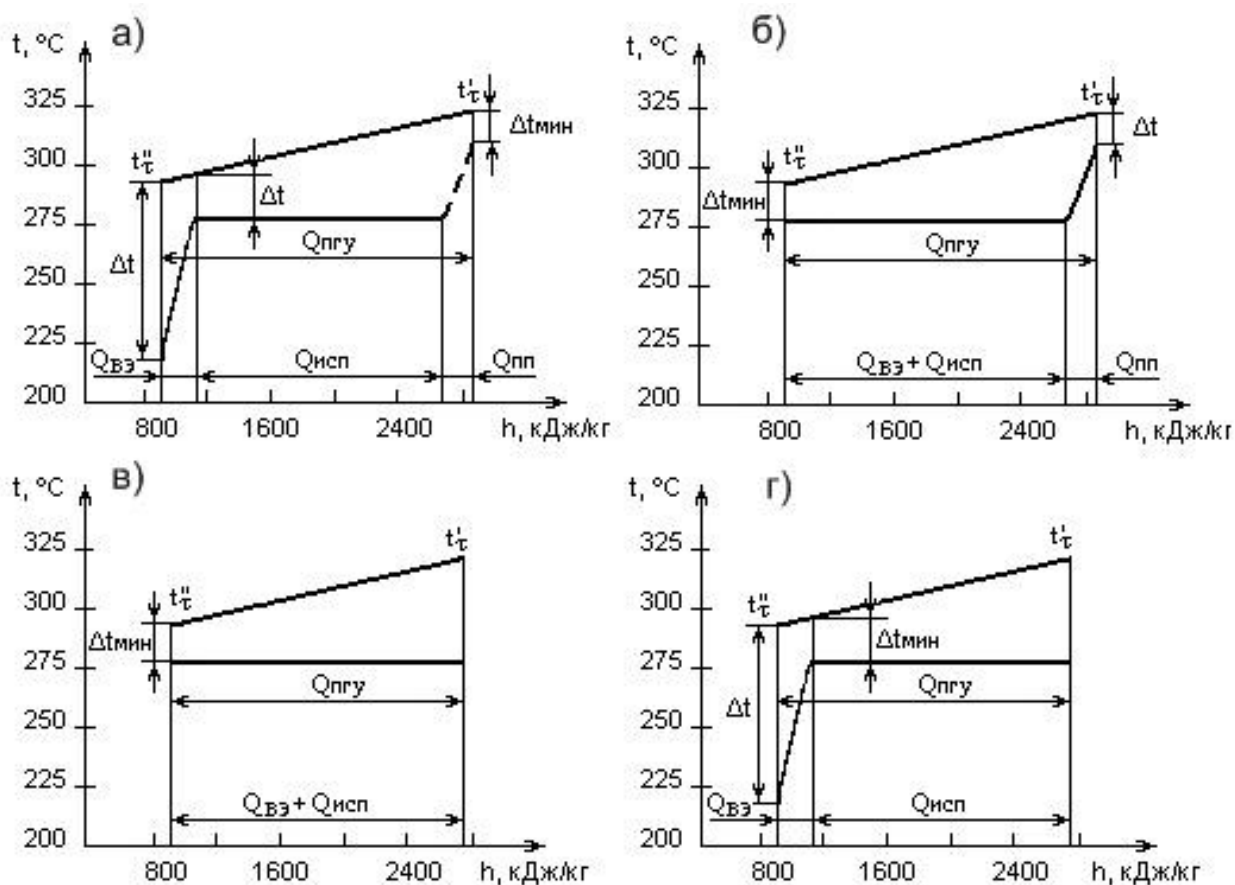 а)
t, °C
325
300
275
250
225
200
t'τ
t''τ
Δtмин
Δt
Δt
Qпгу
QВЭ
Qисп
Qпп
800
1600
2400
h, кДж/кг
б)
t, °C
325
300
275
250
225
200
t'τ
t''τ
Δt
Δtмин
Qпгу
QВЭ + Qисп
Qпп
800
1600
2400
h, кДж/кг
в)
t, °C
325
300
275
250
225
200
t'τ
t''τ
Δtмин
Qпгу
QВЭ + Qисп
800
1600
2400
h, кДж/кг
г)
t, °C
325
300
275
250
225
200
t'τ
t''τ
Δtмин
Δt
Qпгу
QВЭ
Qисп
800
1600
2400
h, кДж/кг